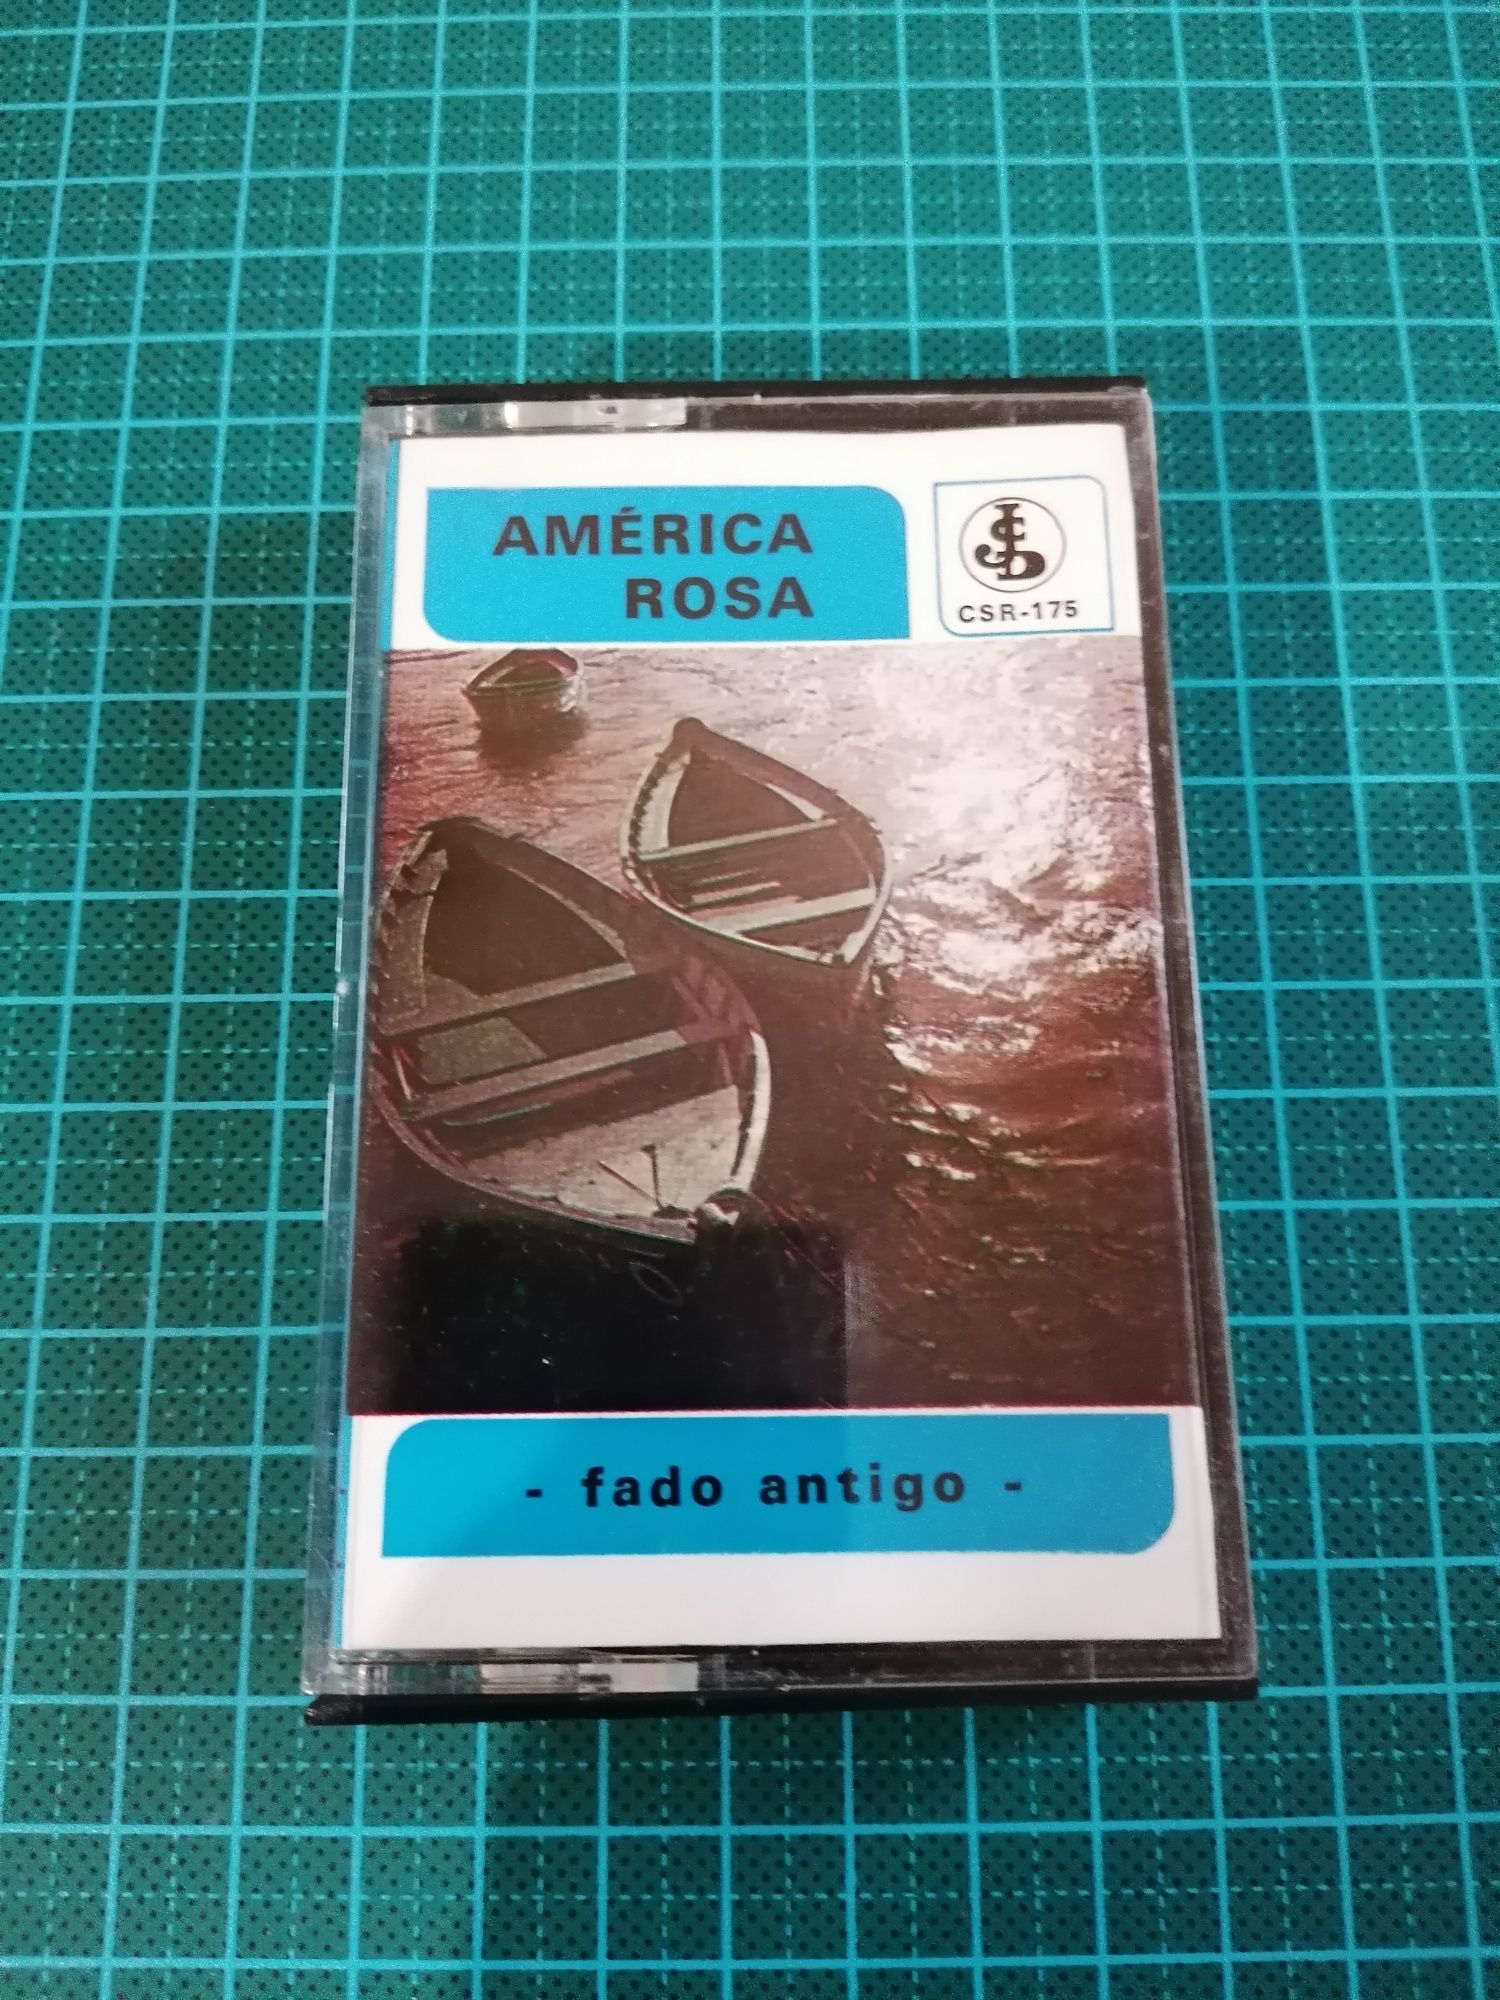 AMÉRICA
ROSA
CSR-175
- fado antigo -